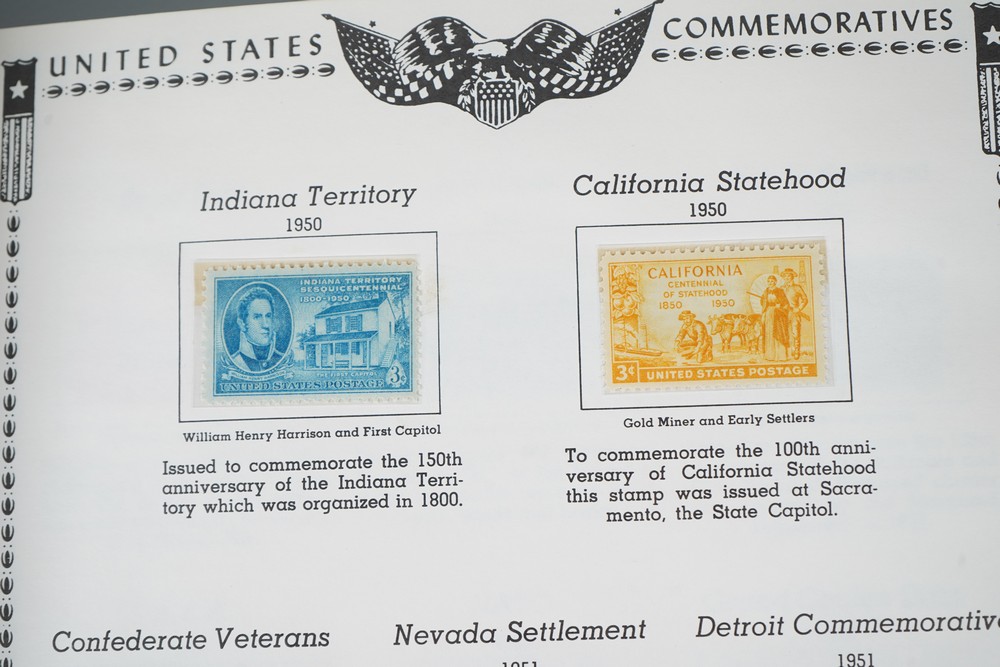 UNITED STATES
COMMEMORATIVES
Indiana Territory
1950
INDIANA TERRITORY
SESQUICENTENNIAL
1800-1950
THE FIRST CAPITOL
3¢
UNITED STATES POSTAGE
William Henry Harrison and First Capitol
Issued to commemorate the 150th
anniversary of the Indiana Terri-
tory which was organized in 1800.
California Statehood
1950
CALIFORNIA
CENTENNIAL
OF STATEHOOD
1850 1950
3¢ UNITED STATES POSTAGE
Gold Miner and Early Settlers
To commemorate the 100th anni-
versary of California Statehood
this stamp was issued at Sacra-
mento, the State Capitol.
Confederate Veterans
Nevada Settlement
1951
Detroit Commemorative
1951